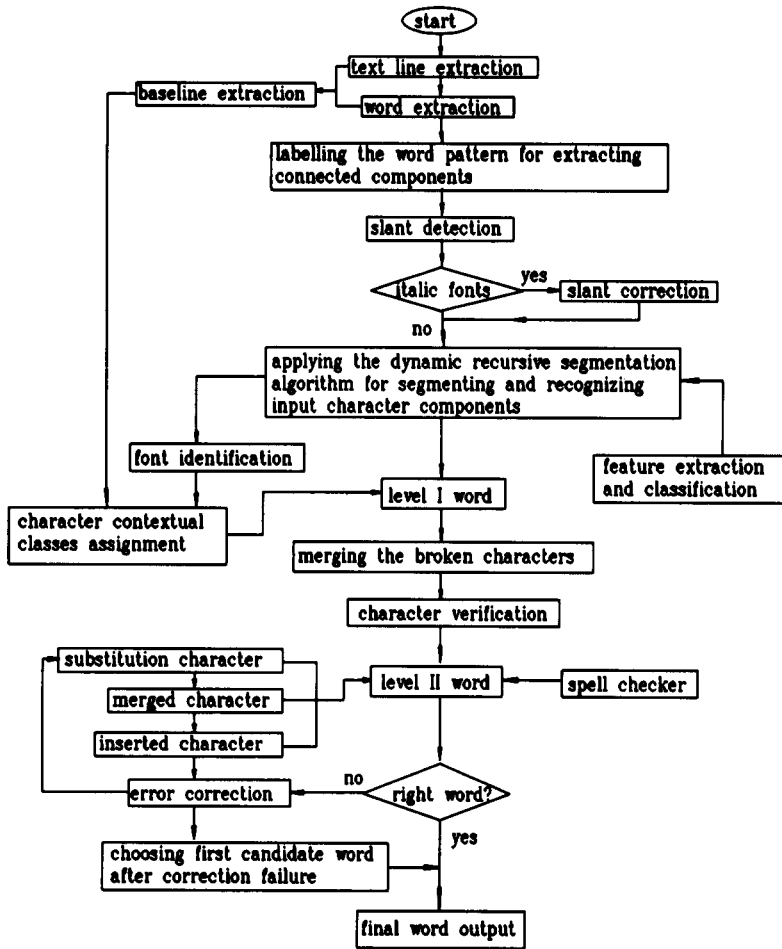 start
text line extraction
baseline extraction
word extraction
labelling the word pattern for extracting
connected components
slant detection
italic fonts
yes
slant correction
no
applying the dynamic recursive segmentation
algorithm for segmenting and recognizing
input character components
font identification
feature extraction
and classification
level I word
character contextual
classes assignment
merging the broken characters
character verification
substitution character
level II word
spell checker
merged character
inserted character
no
error correction
right word?
yes
choosing first candidate word
after correction failure
final word output